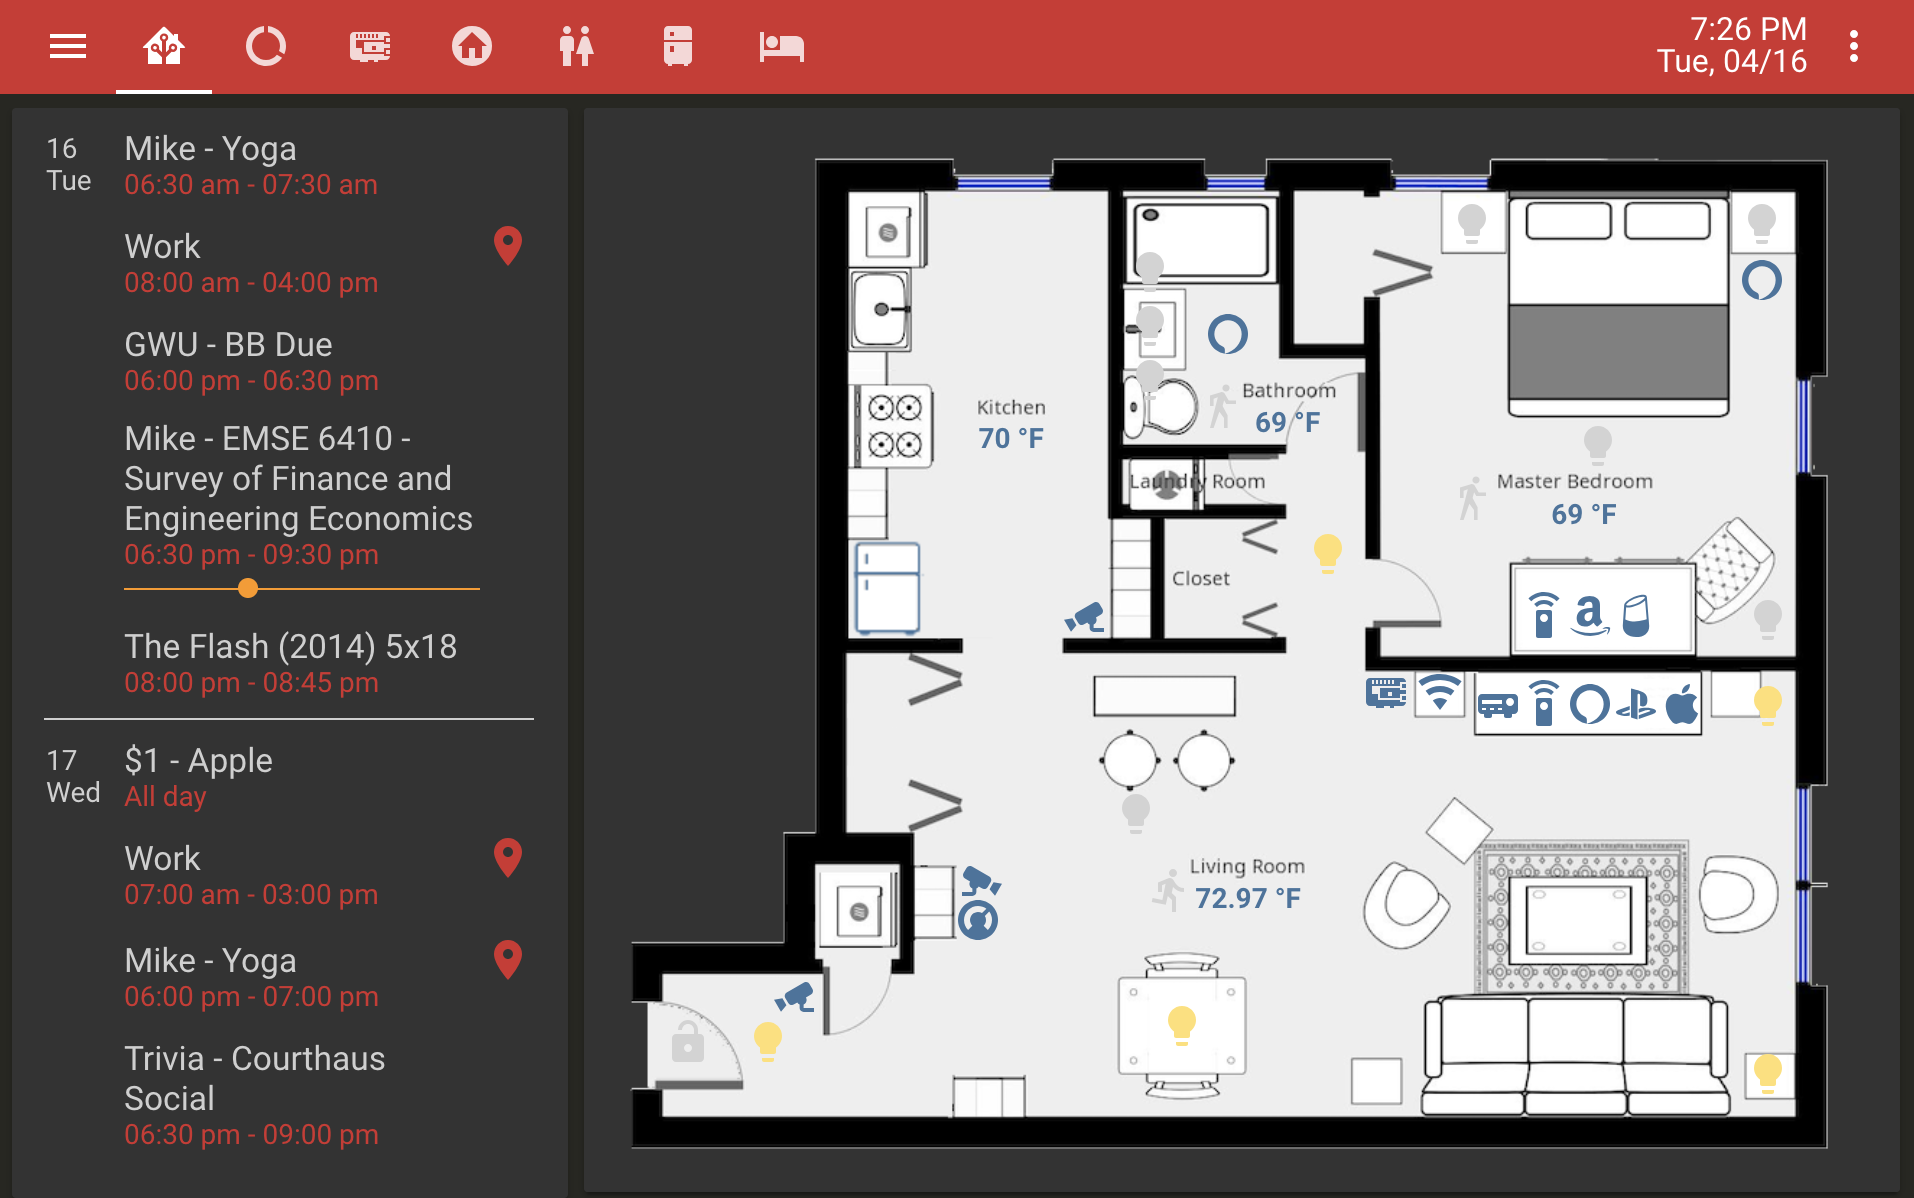 7:26 PM
Tue, 04/16
16
Tue
Mike - Yoga
06:30 am - 07:30 am
Work
08:00 am - 04:00 pm
GWU - BB Due
06:00 pm - 06:30 pm
Mike - EMSE 6410 -
Survey of Finance and
Engineering Economics
06:30 pm - 09:30 pm
The Flash (2014) 5x18
08:00 pm - 08:45 pm
17
Wed
$1 - Apple
All day
Work
07:00 am - 03:00 pm
Mike - Yoga
06:00 pm - 07:00 pm
Trivia - Courthaus
Social
06:30 pm - 09:00 pm
Kitchen
70 °F
Bathroom
69 °F
Laundry Room
Closet
Master Bedroom
69 °F
a
Living Room
72.97 °F